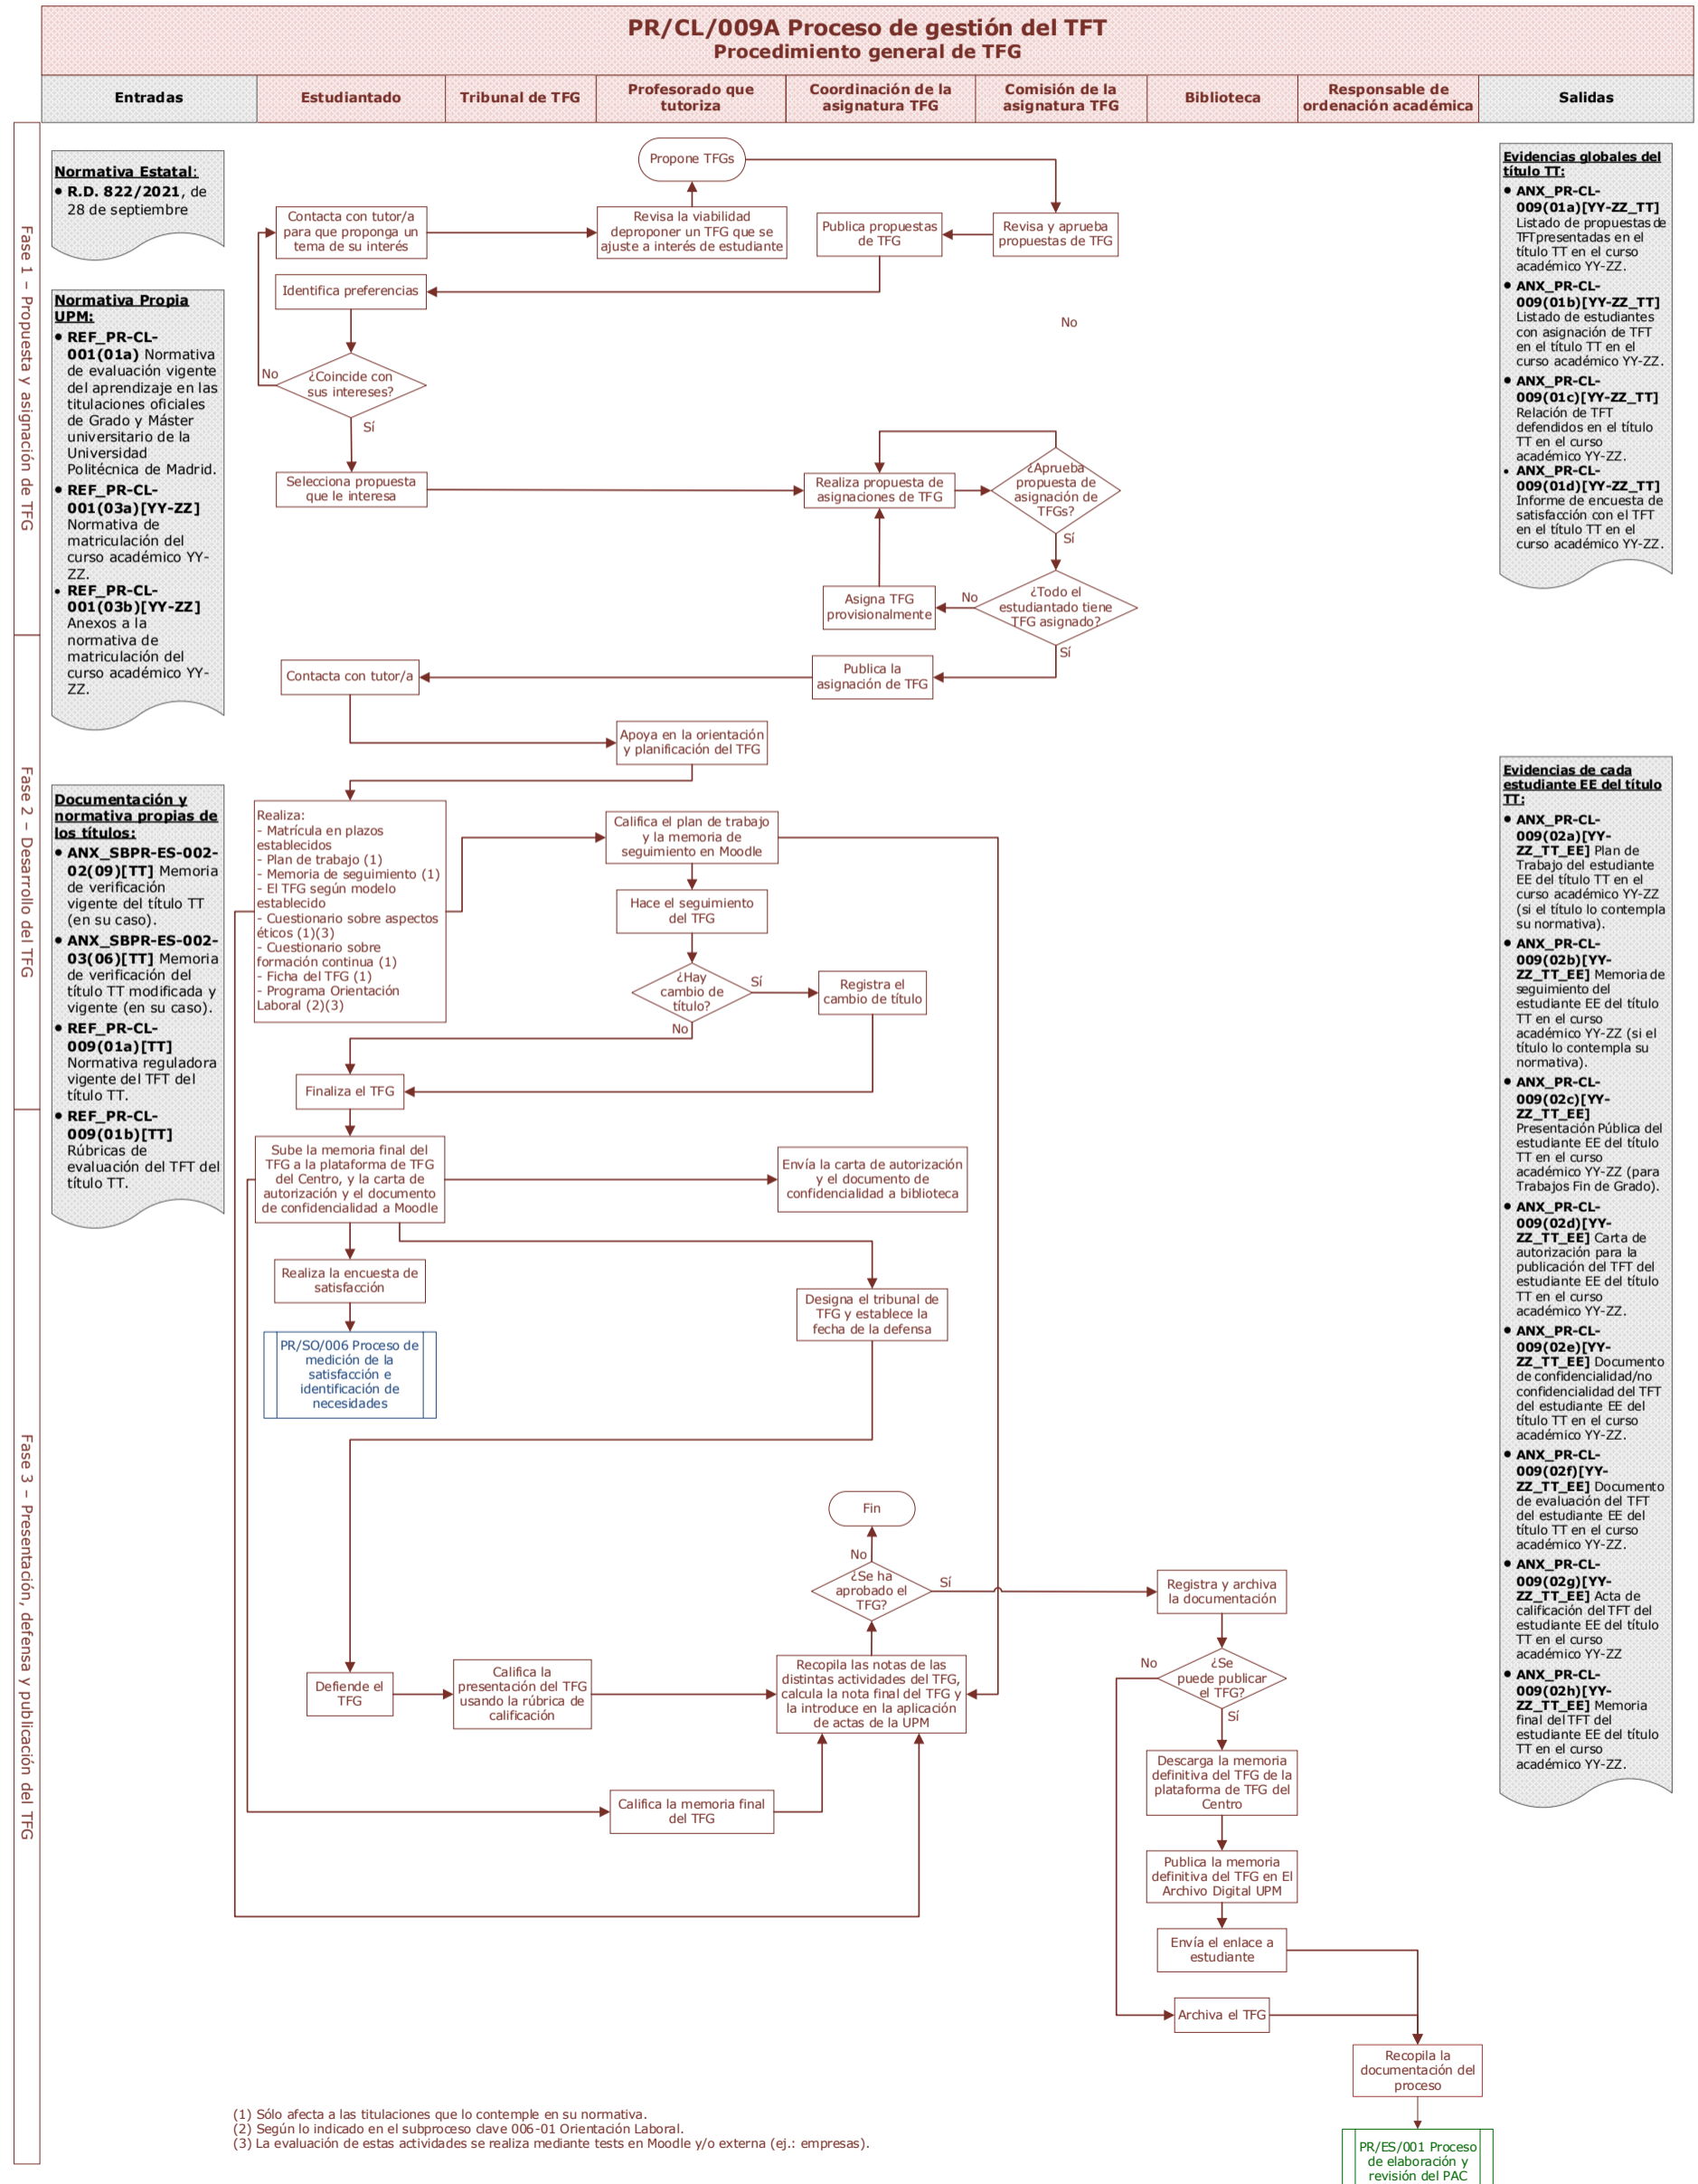 PR/CL/009A Proceso de gestión del TFT
Procedimiento general de TFG
Entradas
Estudiantado
Tribunal de TFG
Profesorado que
tutoriza
Coordinación de la
asignatura TFG
Comisión de la
asignatura TFG
Biblioteca
Responsable de
ordenación académica
Salidas
Fase 1 – Propuesta y asignación de TFG
Fase 2 – Desarrollo del TFG
Fase 3 – Presentación, defensa y publicación del TFG
Normativa Estatal:
• R.D. 822/2021, de
28 de septiembre
Normativa Propia
UPM:
• REF_PR-CL-
001(01a) Normativa
de evaluación vigente
del aprendizaje en las
titulaciones oficiales
de Grado y Máster
universitario de la
Universidad
Politécnica de Madrid.
• REF_PR-CL-
001(03a)[YY-ZZ]
Normativa de
matriculación del
curso académico YY-
ZZ.
• REF_PR-CL-
001(03b)[YY-ZZ]
Anexos a la
normativa de
matriculación del
curso académico YY-
ZZ.
Documentación y
normativa propias de
los títulos:
• ANX_SBPR-ES-002-
02(09)[TT] Memoria
de verificación
vigente del título TT
(en su caso).
• ANX_SBPR-ES-002-
03(06)[TT] Memoria
de verificación del
título TT modificada y
vigente (en su caso).
• REF_PR-CL-
009(01a)[TT]
Normativa reguladora
vigente del TFT del
título TT.
• REF_PR-CL-
009(01b)[TT]
Rúbricas de
evaluación del TFT del
título TT.
Propone TFGs
Contacta con tutor/a
para que proponga un
tema de su interés
Revisa la viabilidad
deproponer un TFG que se
ajuste a interés de estudiante
Publica propuestas
de TFG
Revisa y aprueba
propuestas de TFG
Identifica preferencias
No
¿Coincide con
sus intereses?
No
Sí
Selecciona propuesta
que le interesa
Realiza propuesta de
asignaciones de TFG
¿Aprueba
propuesta de
asignación de
TFGs?
Sí
Asigna TFG
provisionalmente
No
¿Todo el
estudiantado tiene
TFG asignado?
Sí
Contacta con tutor/a
Publica la
asignación de TFG
Apoya en la orientación
y planificación del TFG
Realiza:
- Matrícula en plazos
establecidos
- Plan de trabajo (1)
- Memoria de seguimiento (1)
- El TFG según modelo
establecido
- Cuestionario sobre aspectos
éticos (1)(3)
- Cuestionario sobre
formación continua (1)
- Ficha del TFG (1)
- Programa Orientación
Laboral (2)(3)
Califica el plan de trabajo
y la memoria de
seguimiento en Moodle
Hace el seguimiento
del TFG
¿Hay
cambio de
título?
Sí
No
Registra el
cambio de título
Finaliza el TFG
Sube la memoria final del
TFG a la plataforma de TFG
del Centro, y la carta de
autorización y el documento
de confidencialidad a Moodle
Envía la carta de autorización
y el documento de
confidencialidad a biblioteca
Realiza la encuesta de
satisfacción
Designa el tribunal de
TFG y establece la
fecha de la defensa
PR/SO/006 Proceso de
medición de la
satisfacción e
identificación de
necesidades
Fin
No
¿Se ha
aprobado el
TFG?
Sí
Registra y archiva
la documentación
Defiende el
TFG
Califica la
presentación del TFG
usando la rúbrica de
calificación
Recopila las notas de las
distintas actividades del TFG,
calcula la nota final del TFG y
la introduce en la aplicación
de actas de la UPM
No
¿Se
puede publicar
el TFG?
Sí
Califica la memoria final
del TFG
Descarga la memoria
definitiva del TFG de la
plataforma de TFG del
Centro
Publica la memoria
definitiva del TFG en El
Archivo Digital UPM
Envía el enlace a
estudiante
Archiva el TFG
Recopila la
documentación del
proceso
PR/ES/001 Proceso
de elaboración y
revisión del PAC
Evidencias globales del
título TT:
• ANX_PR-CL-
009(01a)[YY-ZZ_TT]
Listado de propuestas de
TFTpresentadas en el
título TT en el curso
académico YY-ZZ.
• ANX_PR-CL-
009(01b)[YY-ZZ_TT]
Listado de estudiantes
con asignación de TFT
en el título TT en el
curso académico YY-ZZ.
• ANX_PR-CL-
009(01c)[YY-ZZ_TT]
Relación de TFT
defendidos en el título
TT en el curso
académico YY-ZZ.
• ANX_PR-CL-
009(01d)[YY-ZZ_TT]
Informe de encuesta de
satisfacción con el TFT
en el título TT en el
curso académico YY-ZZ.
Evidencias de cada
estudiante EE del título
TT:
• ANX_PR-CL-
009(02a)[YY-
ZZ_TT_EE] Plan de
Trabajo del estudiante
EE del título TT en el
curso académico YY-ZZ
(si el título lo contempla
su normativa).
• ANX_PR-CL-
009(02b)[YY-
ZZ_TT_EE] Memoria de
seguimiento del
estudiante EE del título
TT en el curso
académico YY-ZZ (si el
título lo contempla su
normativa).
• ANX_PR-CL-
009(02c)[YY-
ZZ_TT_EE]
Presentación Pública del
estudiante EE del título
TT en el curso
académico YY-ZZ (para
Trabajos Fin de Grado).
• ANX_PR-CL-
009(02d)[YY-
ZZ_TT_EE] Carta de
autorización para la
publicación del TFT del
estudiante EE del título
TT en el curso
académico YY-ZZ.
• ANX_PR-CL-
009(02e)[YY-
ZZ_TT_EE] Documento
de confidencialidad/no
confidencialidad del TFT
del estudiante EE del
título TT en el curso
académico YY-ZZ.
• ANX_PR-CL-
009(02f)[YY-
ZZ_TT_EE] Documento
de evaluación del TFT
del estudiante EE del
título TT en el curso
académico YY-ZZ.
• ANX_PR-CL-
009(02g)[YY-
ZZ_TT_EE] Acta de
calificación del TFT del
estudiante EE del título
TT en el curso
académico YY-ZZ
• ANX_PR-CL-
009(02h)[YY-
ZZ_TT_EE] Memoria
final del TFT del
estudiante EE del título
TT en el curso
académico YY-ZZ.
(1) Sólo afecta a las titulaciones que lo contemple en su normativa.
(2) Según lo indicado en el subproceso clave 006-01 Orientación Laboral.
(3) La evaluación de estas actividades se realiza mediante tests en Moodle y/o externa (ej.: empresas).